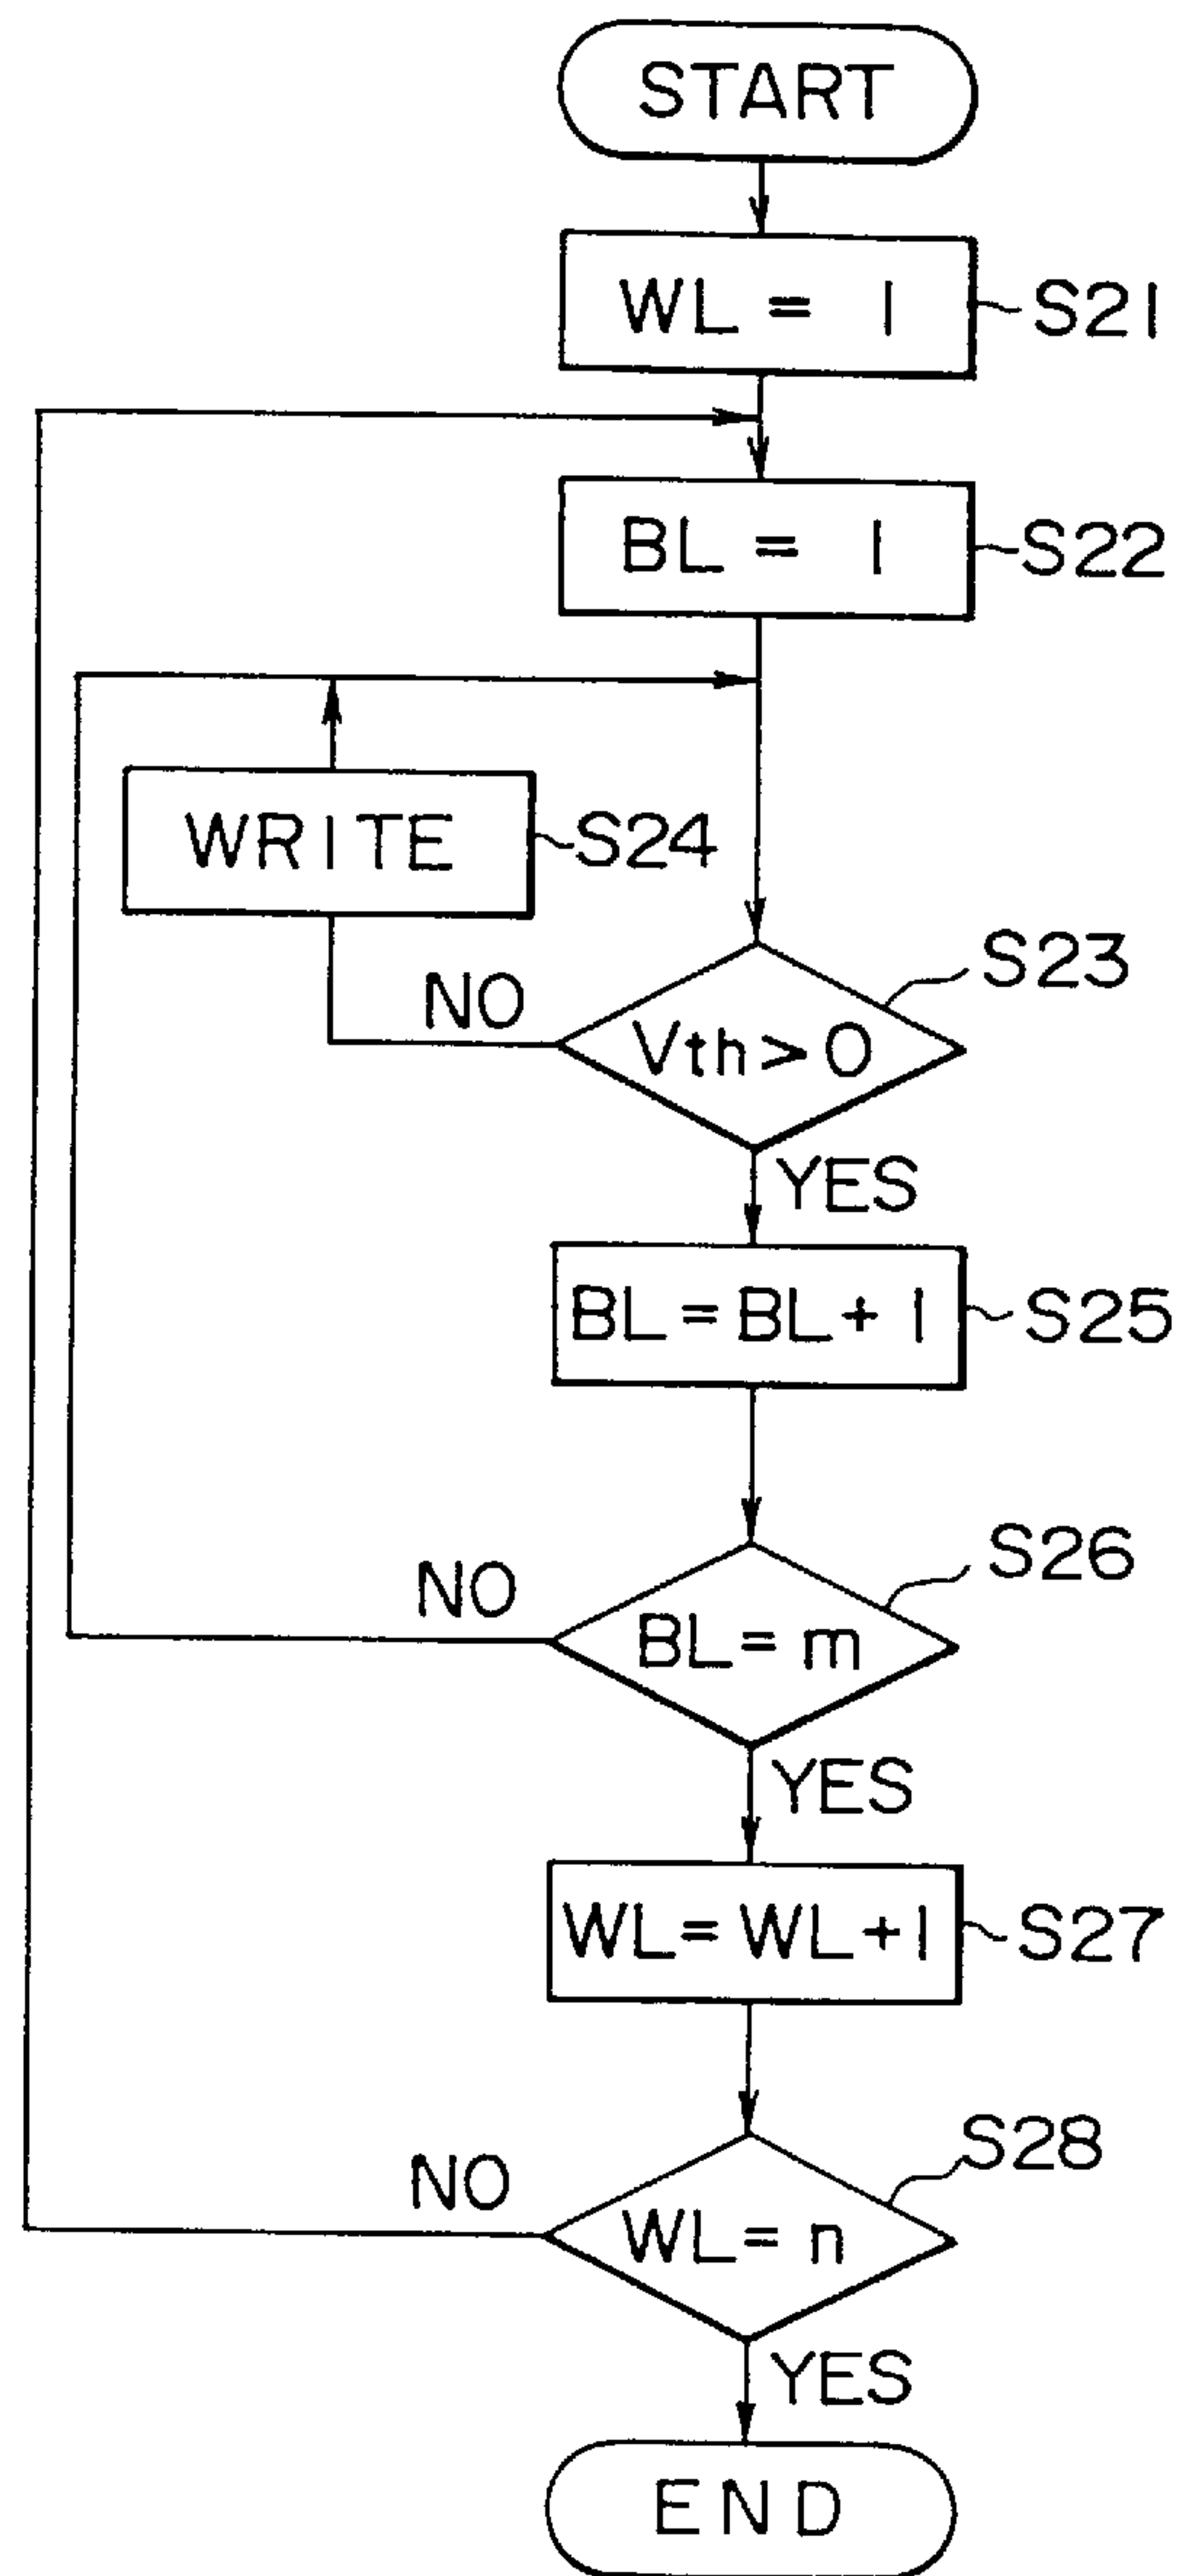 START
WL = 1
S21
BL = 1
S22
WRITE
S24
S23
NO
Vth > 0
YES
BL = BL + 1
S25
S26
NO
BL = m
YES
WL = WL + 1
S27
S28
NO
WL = n
YES
END